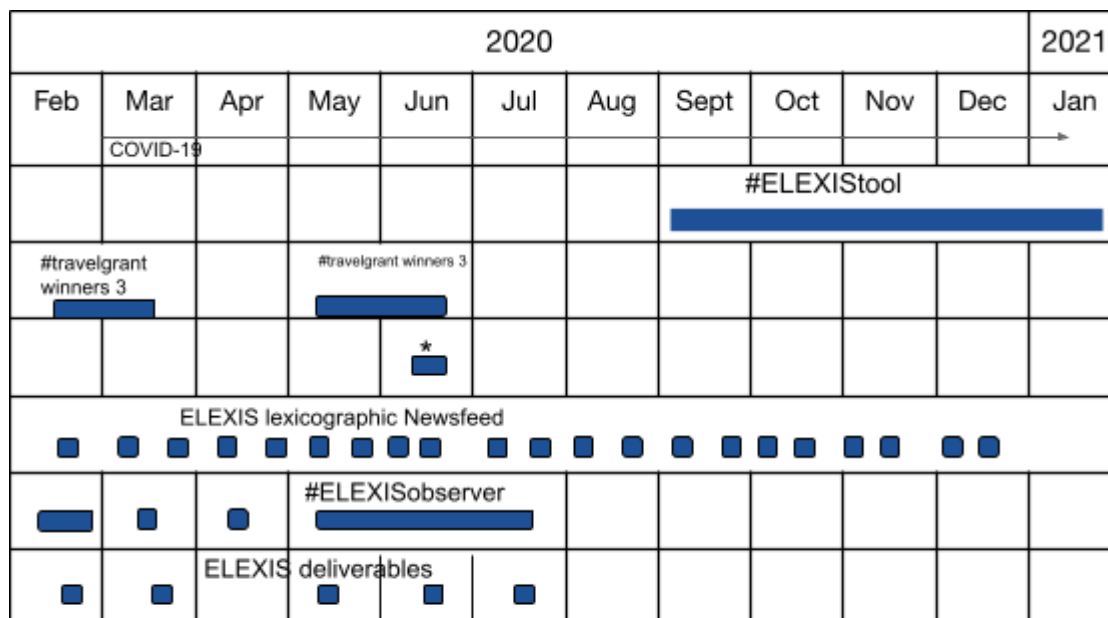 2020 2021
Feb Mar Apr May Jun Jul Aug Sept Oct Nov Dec Jan
COVID-19
#ELEXIStool
#travelgrant
winners 3
#travelgrant winners 3
*
ELEXIS lexicographic Newsfeed
#ELEXISobserver
ELEXIS deliverables